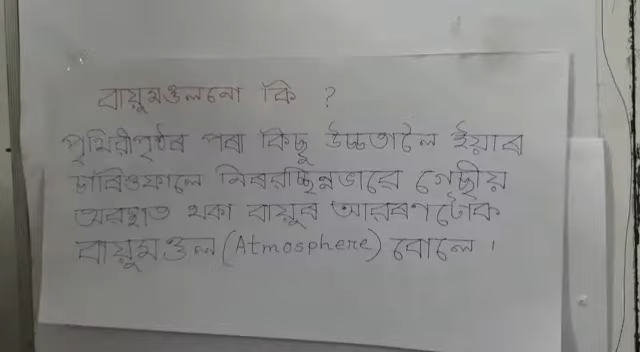 বায়ুমণ্ডলনো কি ?
পৃথিৱীপৃষ্ঠৰ পৰা কিছু উচ্চতালৈ ইয়াৰ
চাৰিওফালে নিৰৱচ্ছিন্নভাৱে গেছীয়
অৱস্থাত থকা বায়ুৰ আৱৰণটোক
বায়ুমণ্ডল (Atmosphere) বোলে ।